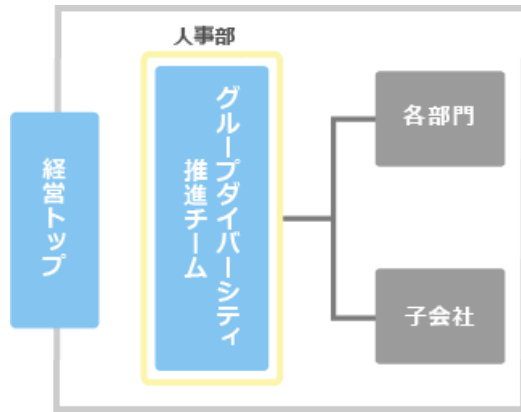 人事部
経営トップ
グループダイバーシティ
推進チーム
各部門
子会社